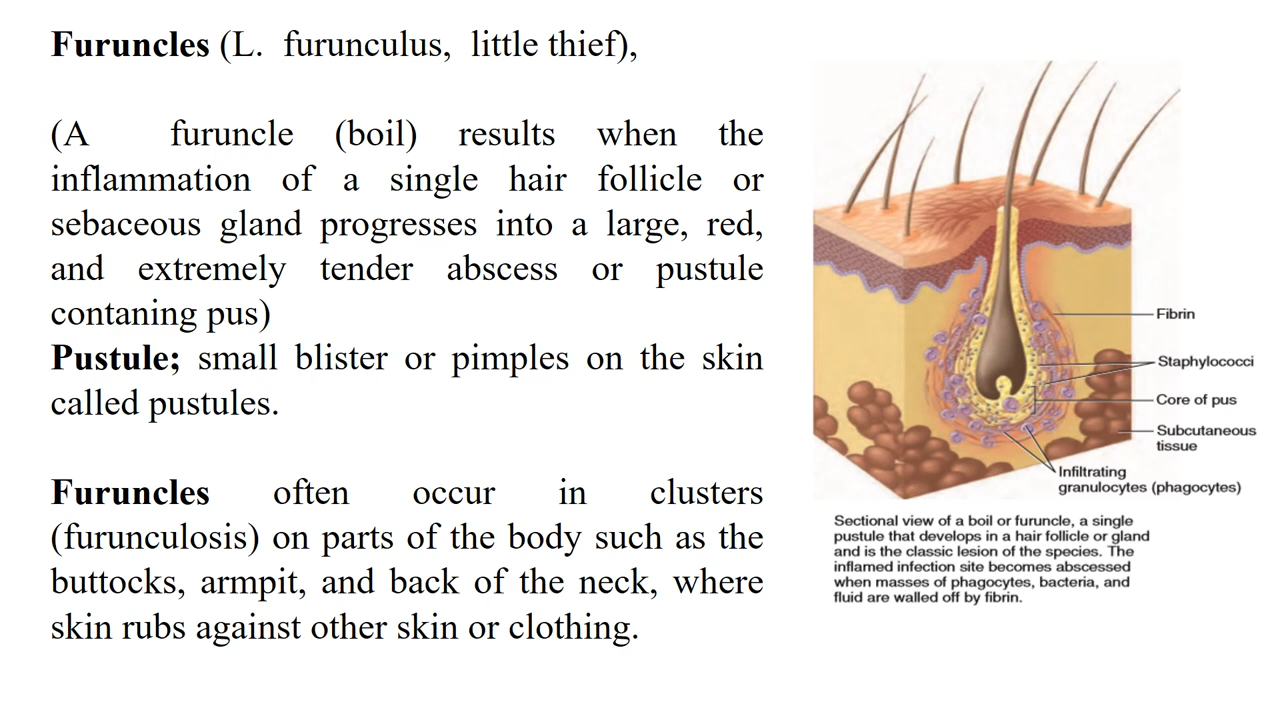 Furuncles (L. furunculus, little thief),
(A furuncle (boil) results when the
inflammation of a single hair follicle or
sebaceous gland progresses into a large, red,
and extremely tender abscess or pustule
contaning pus)
Pustule; small blister or pimples on the skin
called pustules.
Furuncles often occur in clusters
(furunculosis) on parts of the body such as the
buttocks, armpit, and back of the neck, where
skin rubs against other skin or clothing.
Fibrin
Staphylococci
Core of pus
Subcutaneous
tissue
Infiltrating
granulocytes (phagocytes)
Sectional view of a boil or furuncle, a single
pustule that develops in a hair follicle or gland
and is the classic lesion of the species. The
inflamed infection site becomes abscessed
when masses of phagocytes, bacteria, and
fluid are walled off by fibrin.